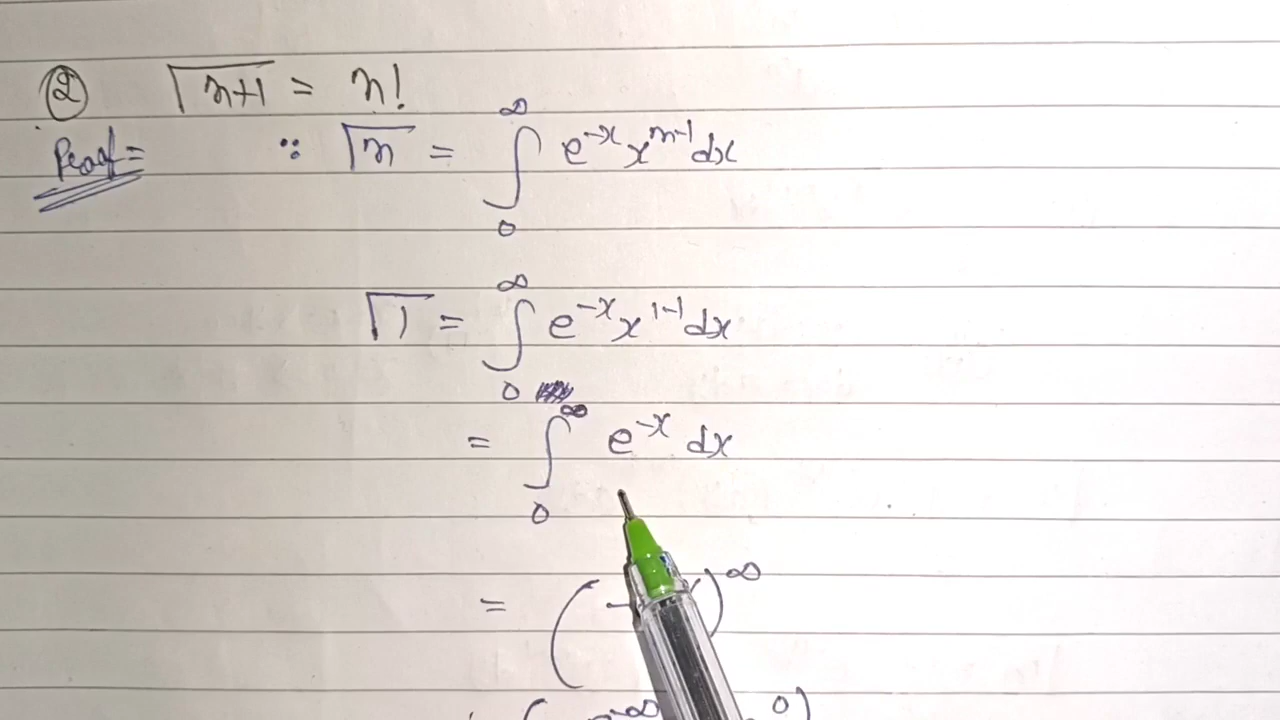 ② Γn+1 = n!
Proof= ∵ Γn = ∫₀^∞ e^-x x^n-1 dx
Γ1 = ∫₀^∞ e^-x x^1-1 dx
= ∫₀^∞ e^-x dx
= ( - )^∞